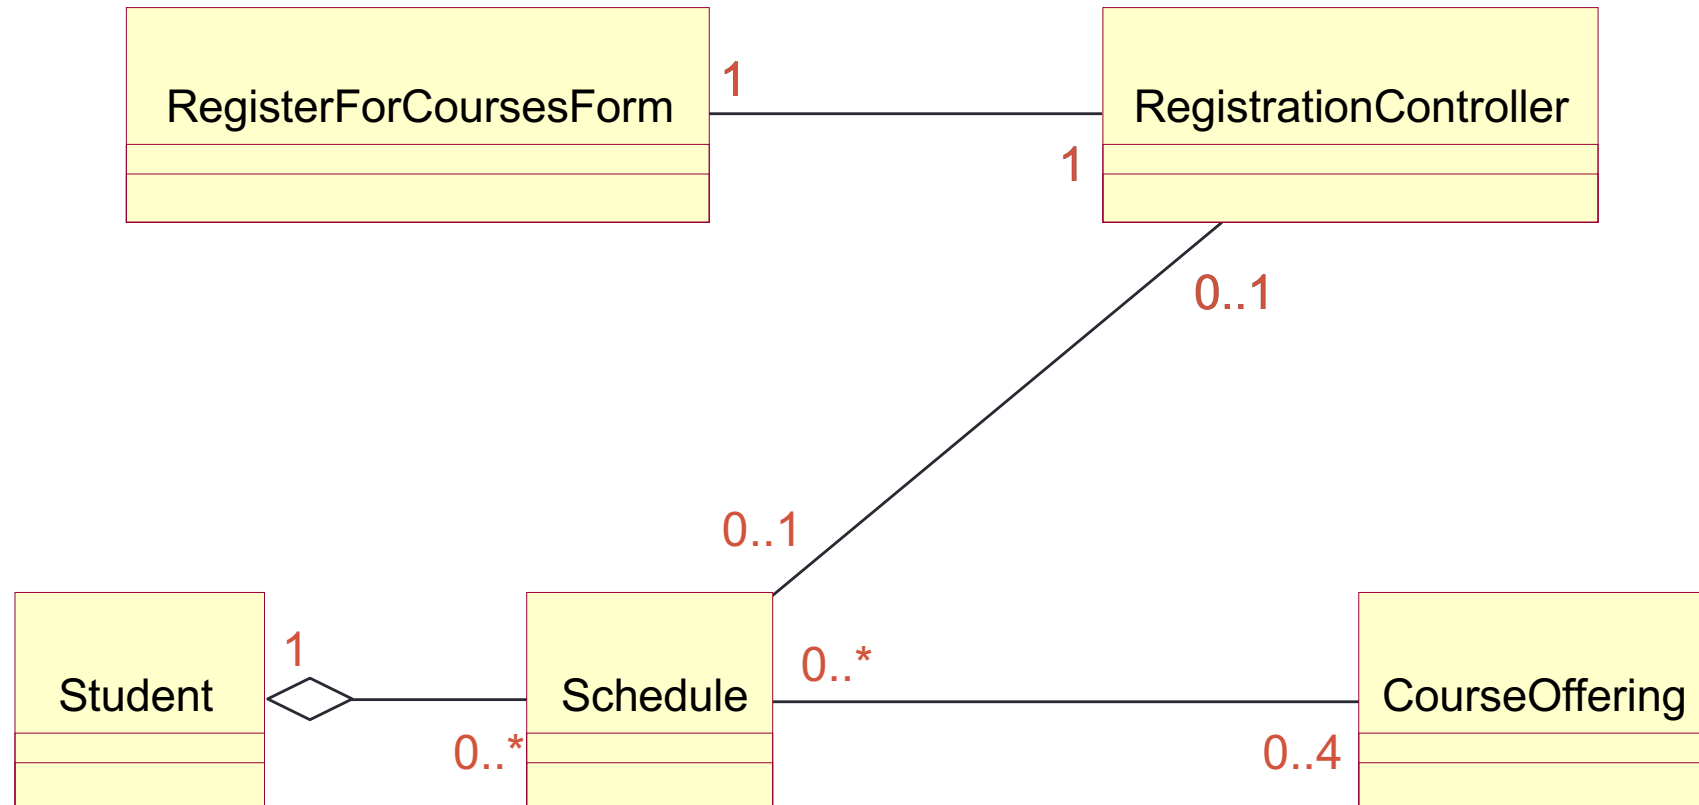 RegisterForCoursesForm
1
1
RegistrationController
0..1
0..1
Student
1
0..*
Schedule
0..*
0..4
CourseOffering